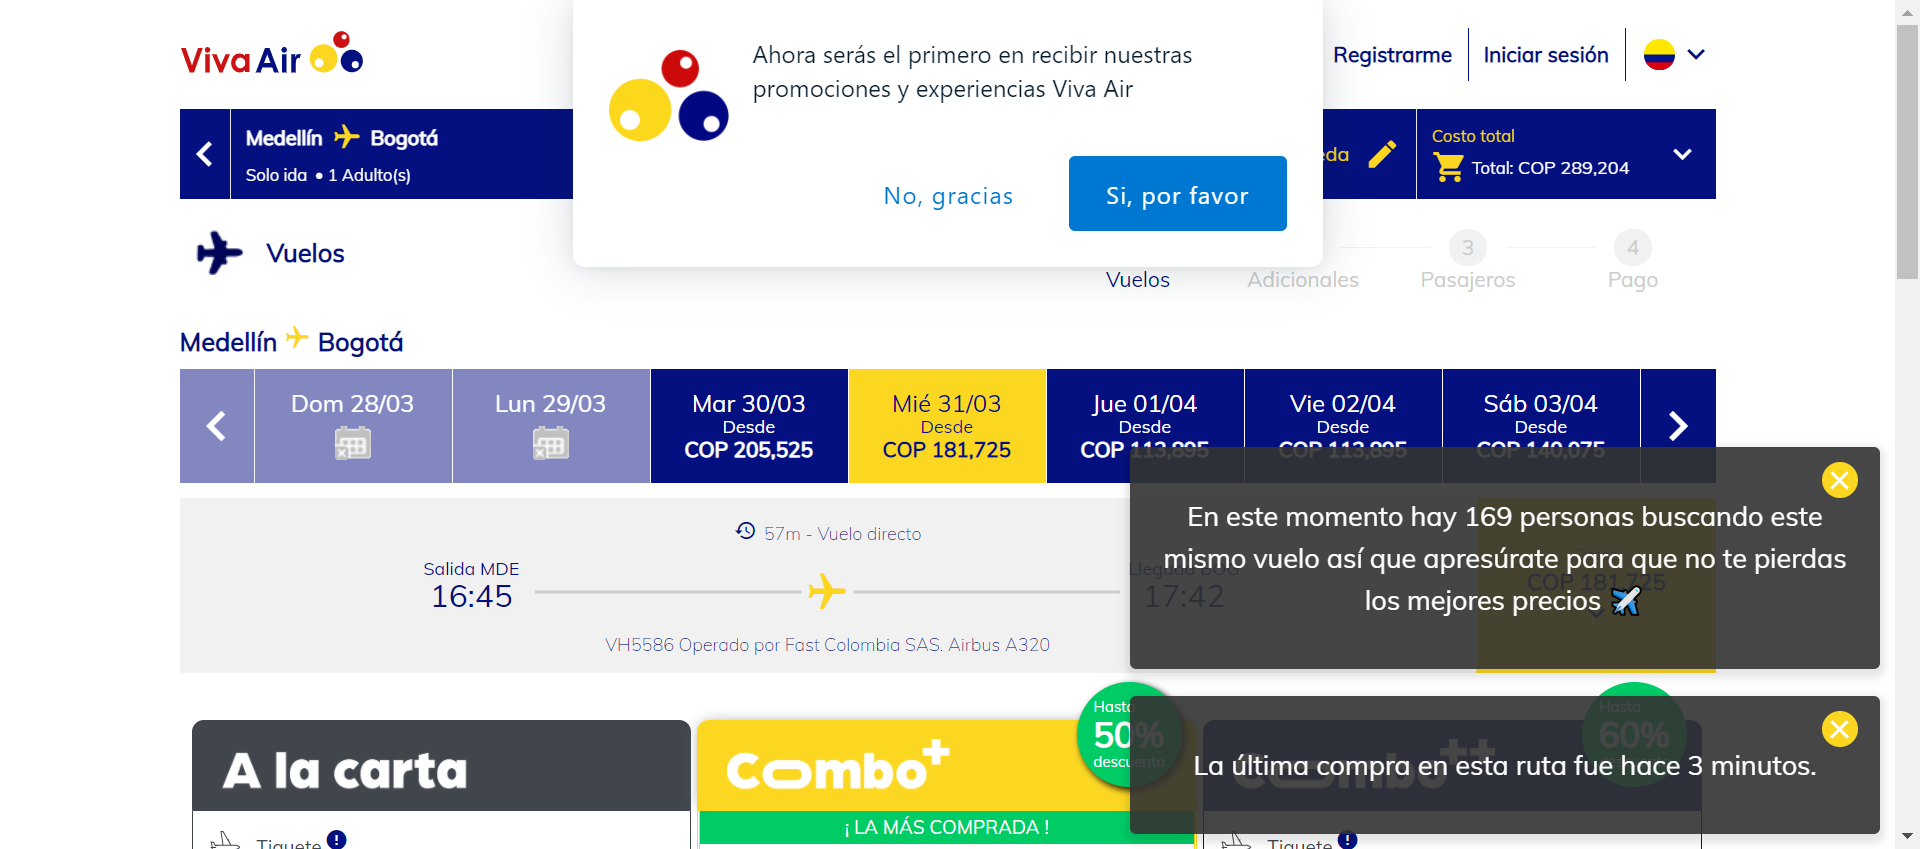 Viva Air
Ahora serás el primero en recibir nuestras
promociones y experiencias Viva Air
No, gracias
Si, por favor
Registrarme
Iniciar sesión
Medellín Bogotá
Solo ida • 1 Adulto(s)
Costo total
Total: COP 289,204
Vuelos
Vuelos
Adicionales
3
Pasajeros
4
Pago
Medellín Bogotá
Dom 28/03
Lun 29/03
Mar 30/03
Desde
COP 205,525
Mié 31/03
Desde
COP 181,725
Jue 01/04
Desde
COP 113,895
Vie 02/04
Desde
COP 113,895
Sáb 03/04
Desde
COP 140,075
57m - Vuelo directo
Salida MDE
16:45
Llegada BOG
17:42
COP 181,725
VH5586 Operado por Fast Colombia SAS. Airbus A320
En este momento hay 169 personas buscando este
mismo vuelo así que apresúrate para que no te pierdas
los mejores precios
A la carta
Combo+
Hasta
50%
descuento
¡ LA MÁS COMPRADA !
Combo++
Hasta
60%
La última compra en esta ruta fue hace 3 minutos.
Tiquete
Tiquete